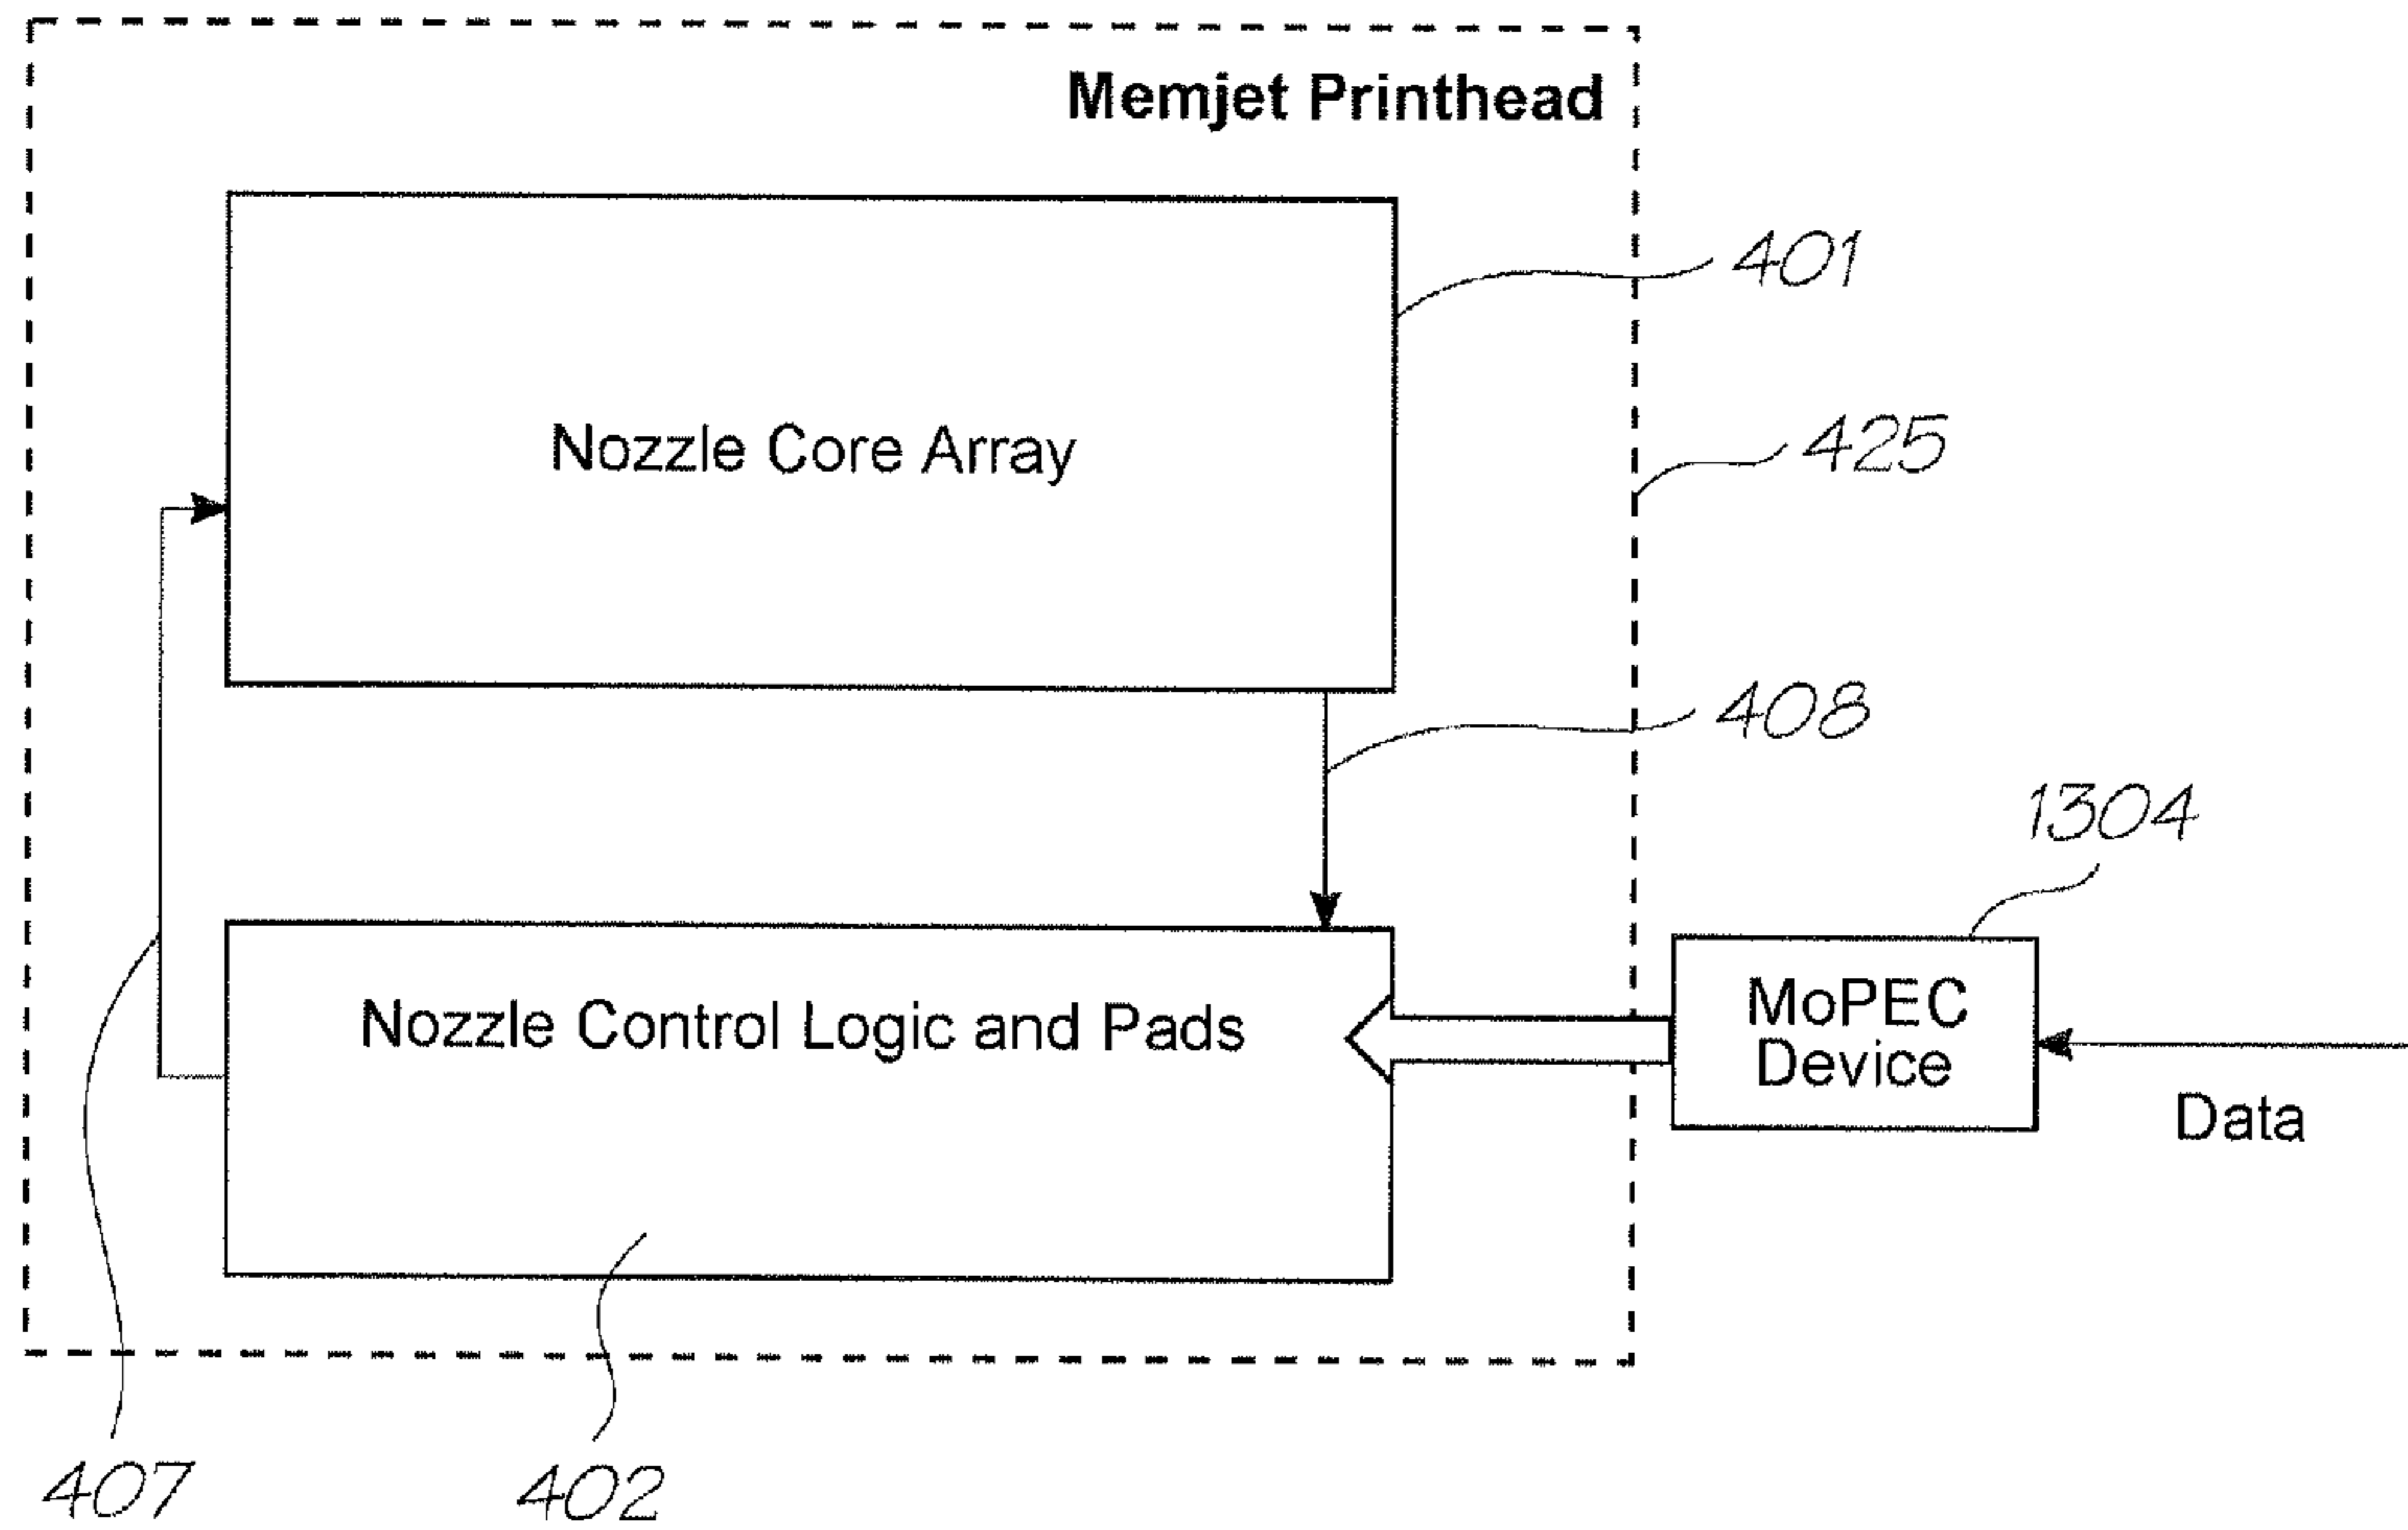 Memjet Printhead
401
Nozzle Core Array
425
408
1304
Nozzle Control Logic and Pads
MoPEC
Device
Data
407
402